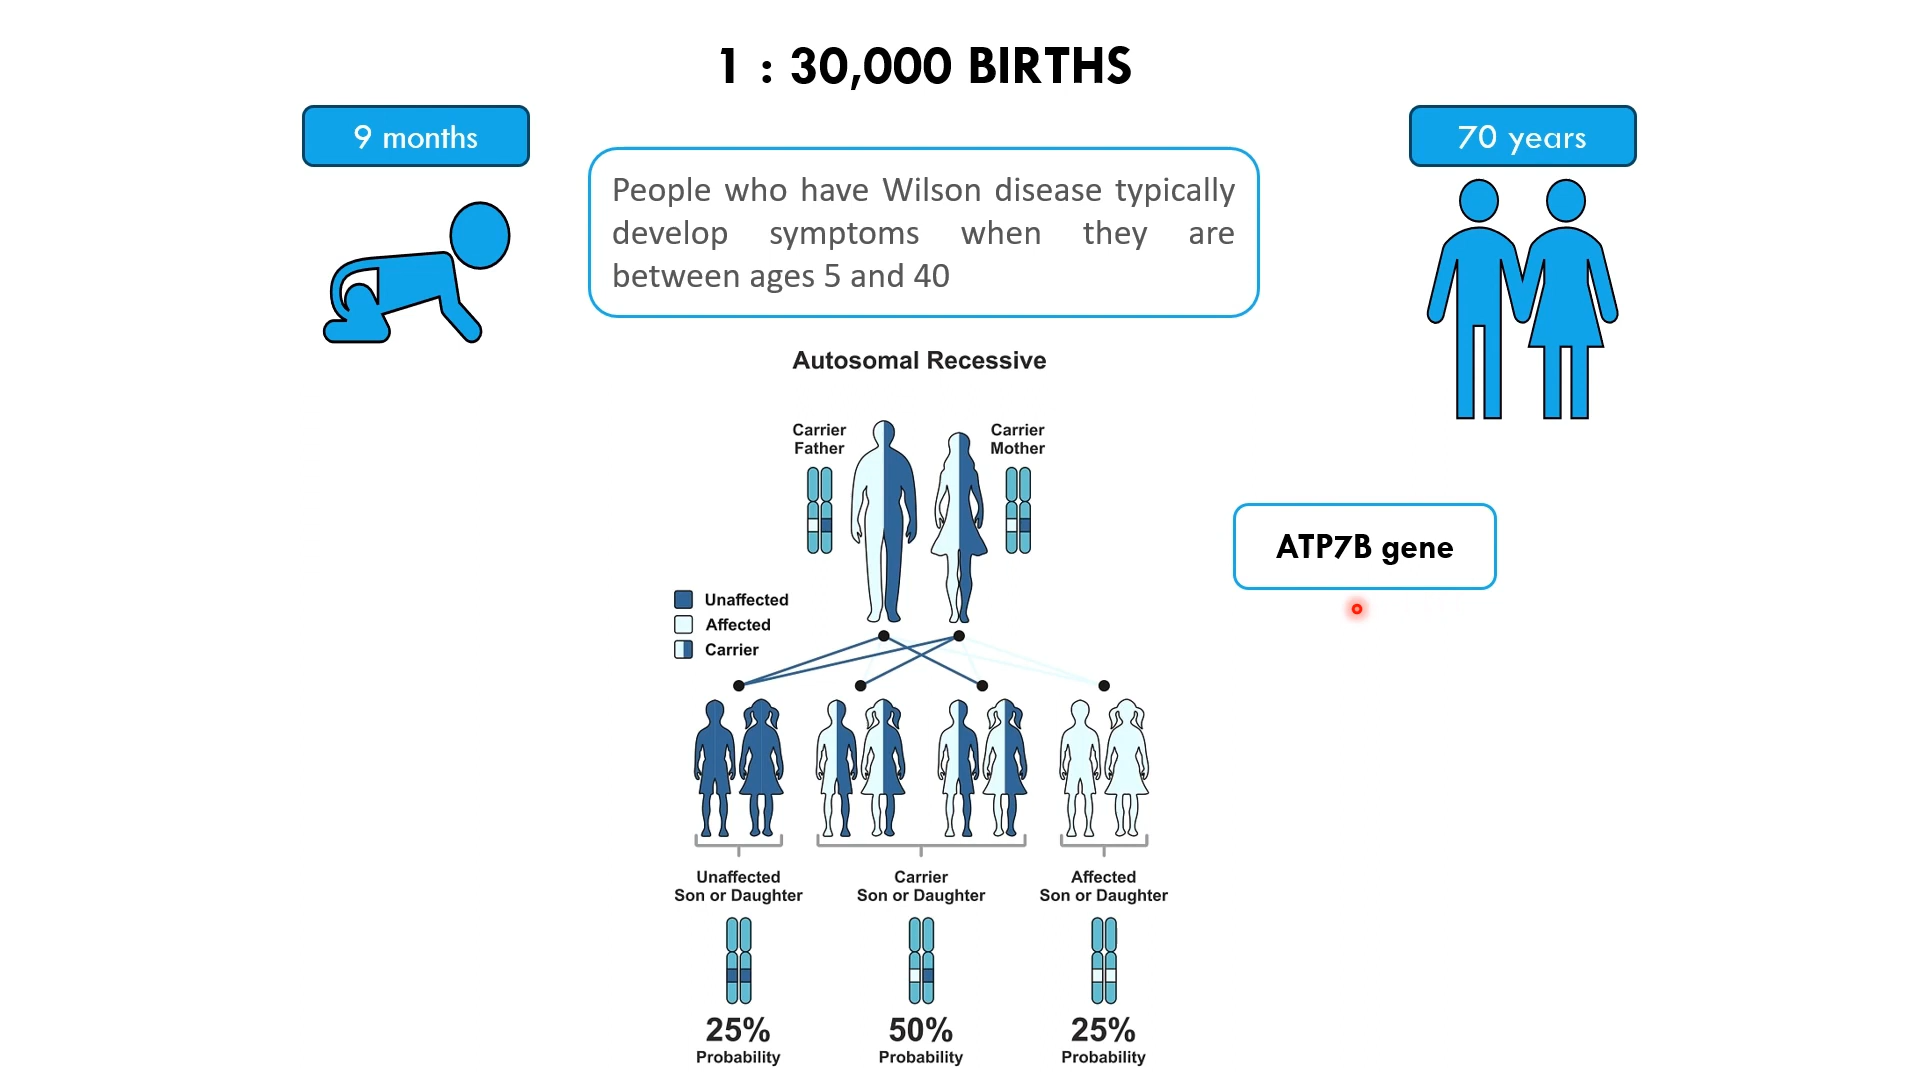 1 : 30,000 BIRTHS
9 months
70 years
People who have Wilson disease typically
develop symptoms when they are
between ages 5 and 40
Autosomal Recessive
Carrier
Father
Carrier
Mother
ATP7B gene
Unaffected
Affected
Carrier
Unaffected
Son or Daughter
Carrier
Son or Daughter
Affected
Son or Daughter
25%
Probability
50%
Probability
25%
Probability